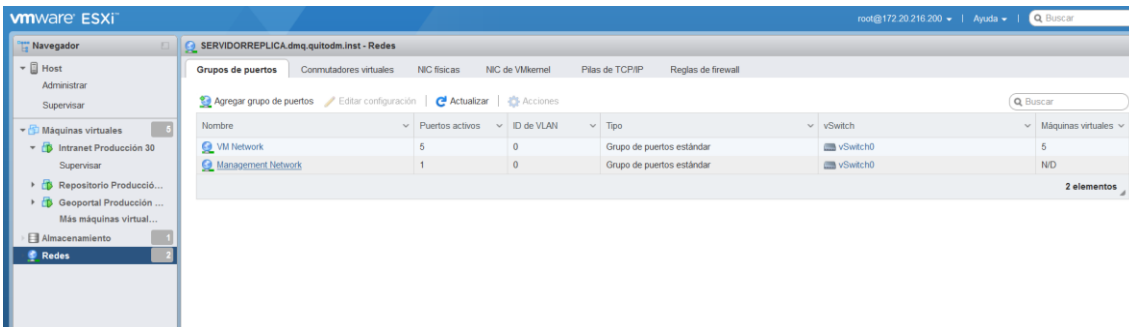 vmware ESXi™
root@172.20.216.200 | Ayuda | Buscar
Navegador
SERVIDORREPLICA.dmq.quitodm.inst - Redes
Host
Administrar
Supervisar
Máquinas virtuales 5
Intranet Producción 30
Supervisar
Repositorio Producció...
Geoportal Producción ...
Más máquinas virtual...
Almacenamiento 1
Redes 2
Grupos de puertos Conmutadores virtuales NIC físicas NIC de VMkernel Pilas de TCP/IP Reglas de firewall
Agregar grupo de puertos Editar configuración Actualizar Acciones Buscar
Nombre Puertos activos ID de VLAN Tipo vSwitch Máquinas virtuales
VM Network 5 0 Grupo de puertos estándar vSwitch0 5
Management Network 1 0 Grupo de puertos estándar vSwitch0 N/D
2 elementos